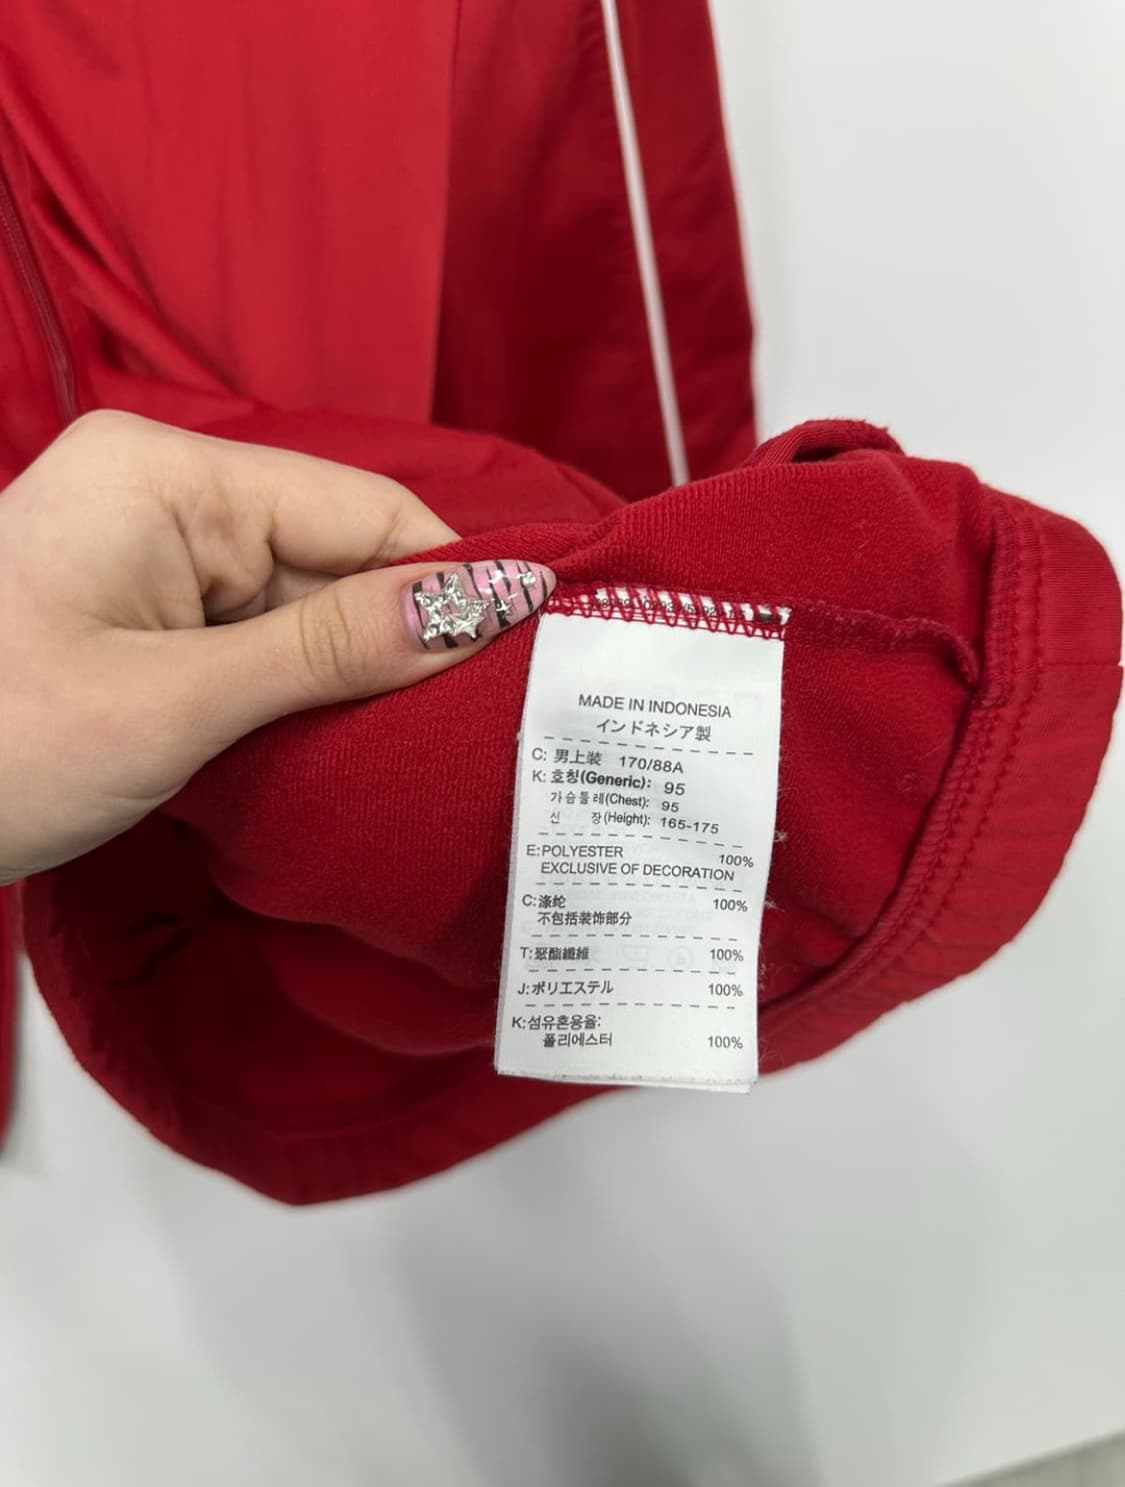 MADE IN INDONESIA
インドネシア製
C: 男上装 170/88A
K: 호칭(Generic): 95
가슴둘레(Chest): 95
신 장(Height): 165-175
E:POLYESTER 100%
EXCLUSIVE OF DECORATION
C:涤纶 100%
不包括装饰部分
T:聚酯纖維 100%
J:ポリエステル 100%
K:섬유혼용율:
폴리에스터 100%